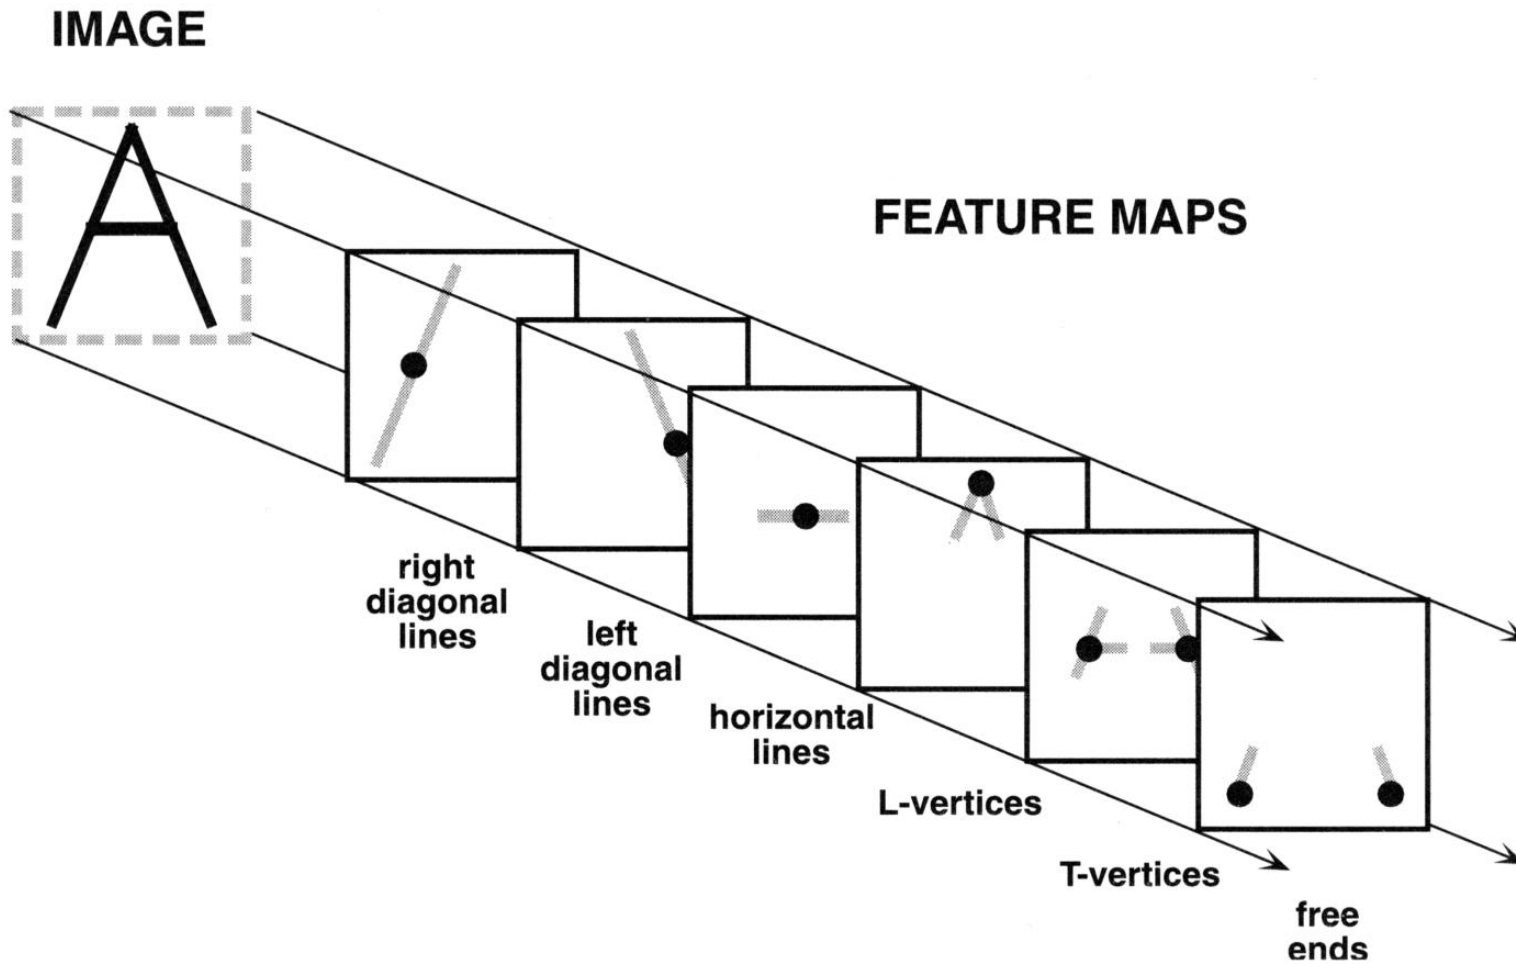 IMAGE
A
FEATURE MAPS
right
diagonal
lines
left
diagonal
lines
horizontal
lines
L-vertices
T-vertices
free
ends